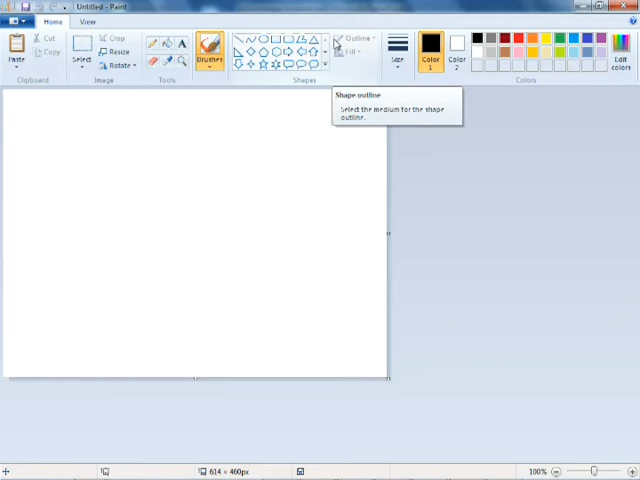 Untitled - Paint
Home View
Paste
Cut
Copy
Clipboard
Select
Crop
Resize
Rotate
Image
Tools
Brushes
Shapes
Outline
Fill
Size
Color 1
Color 2
Edit colors
Colors
Shape outline
Select the medium for the shape
outline.
614 × 460px
100%